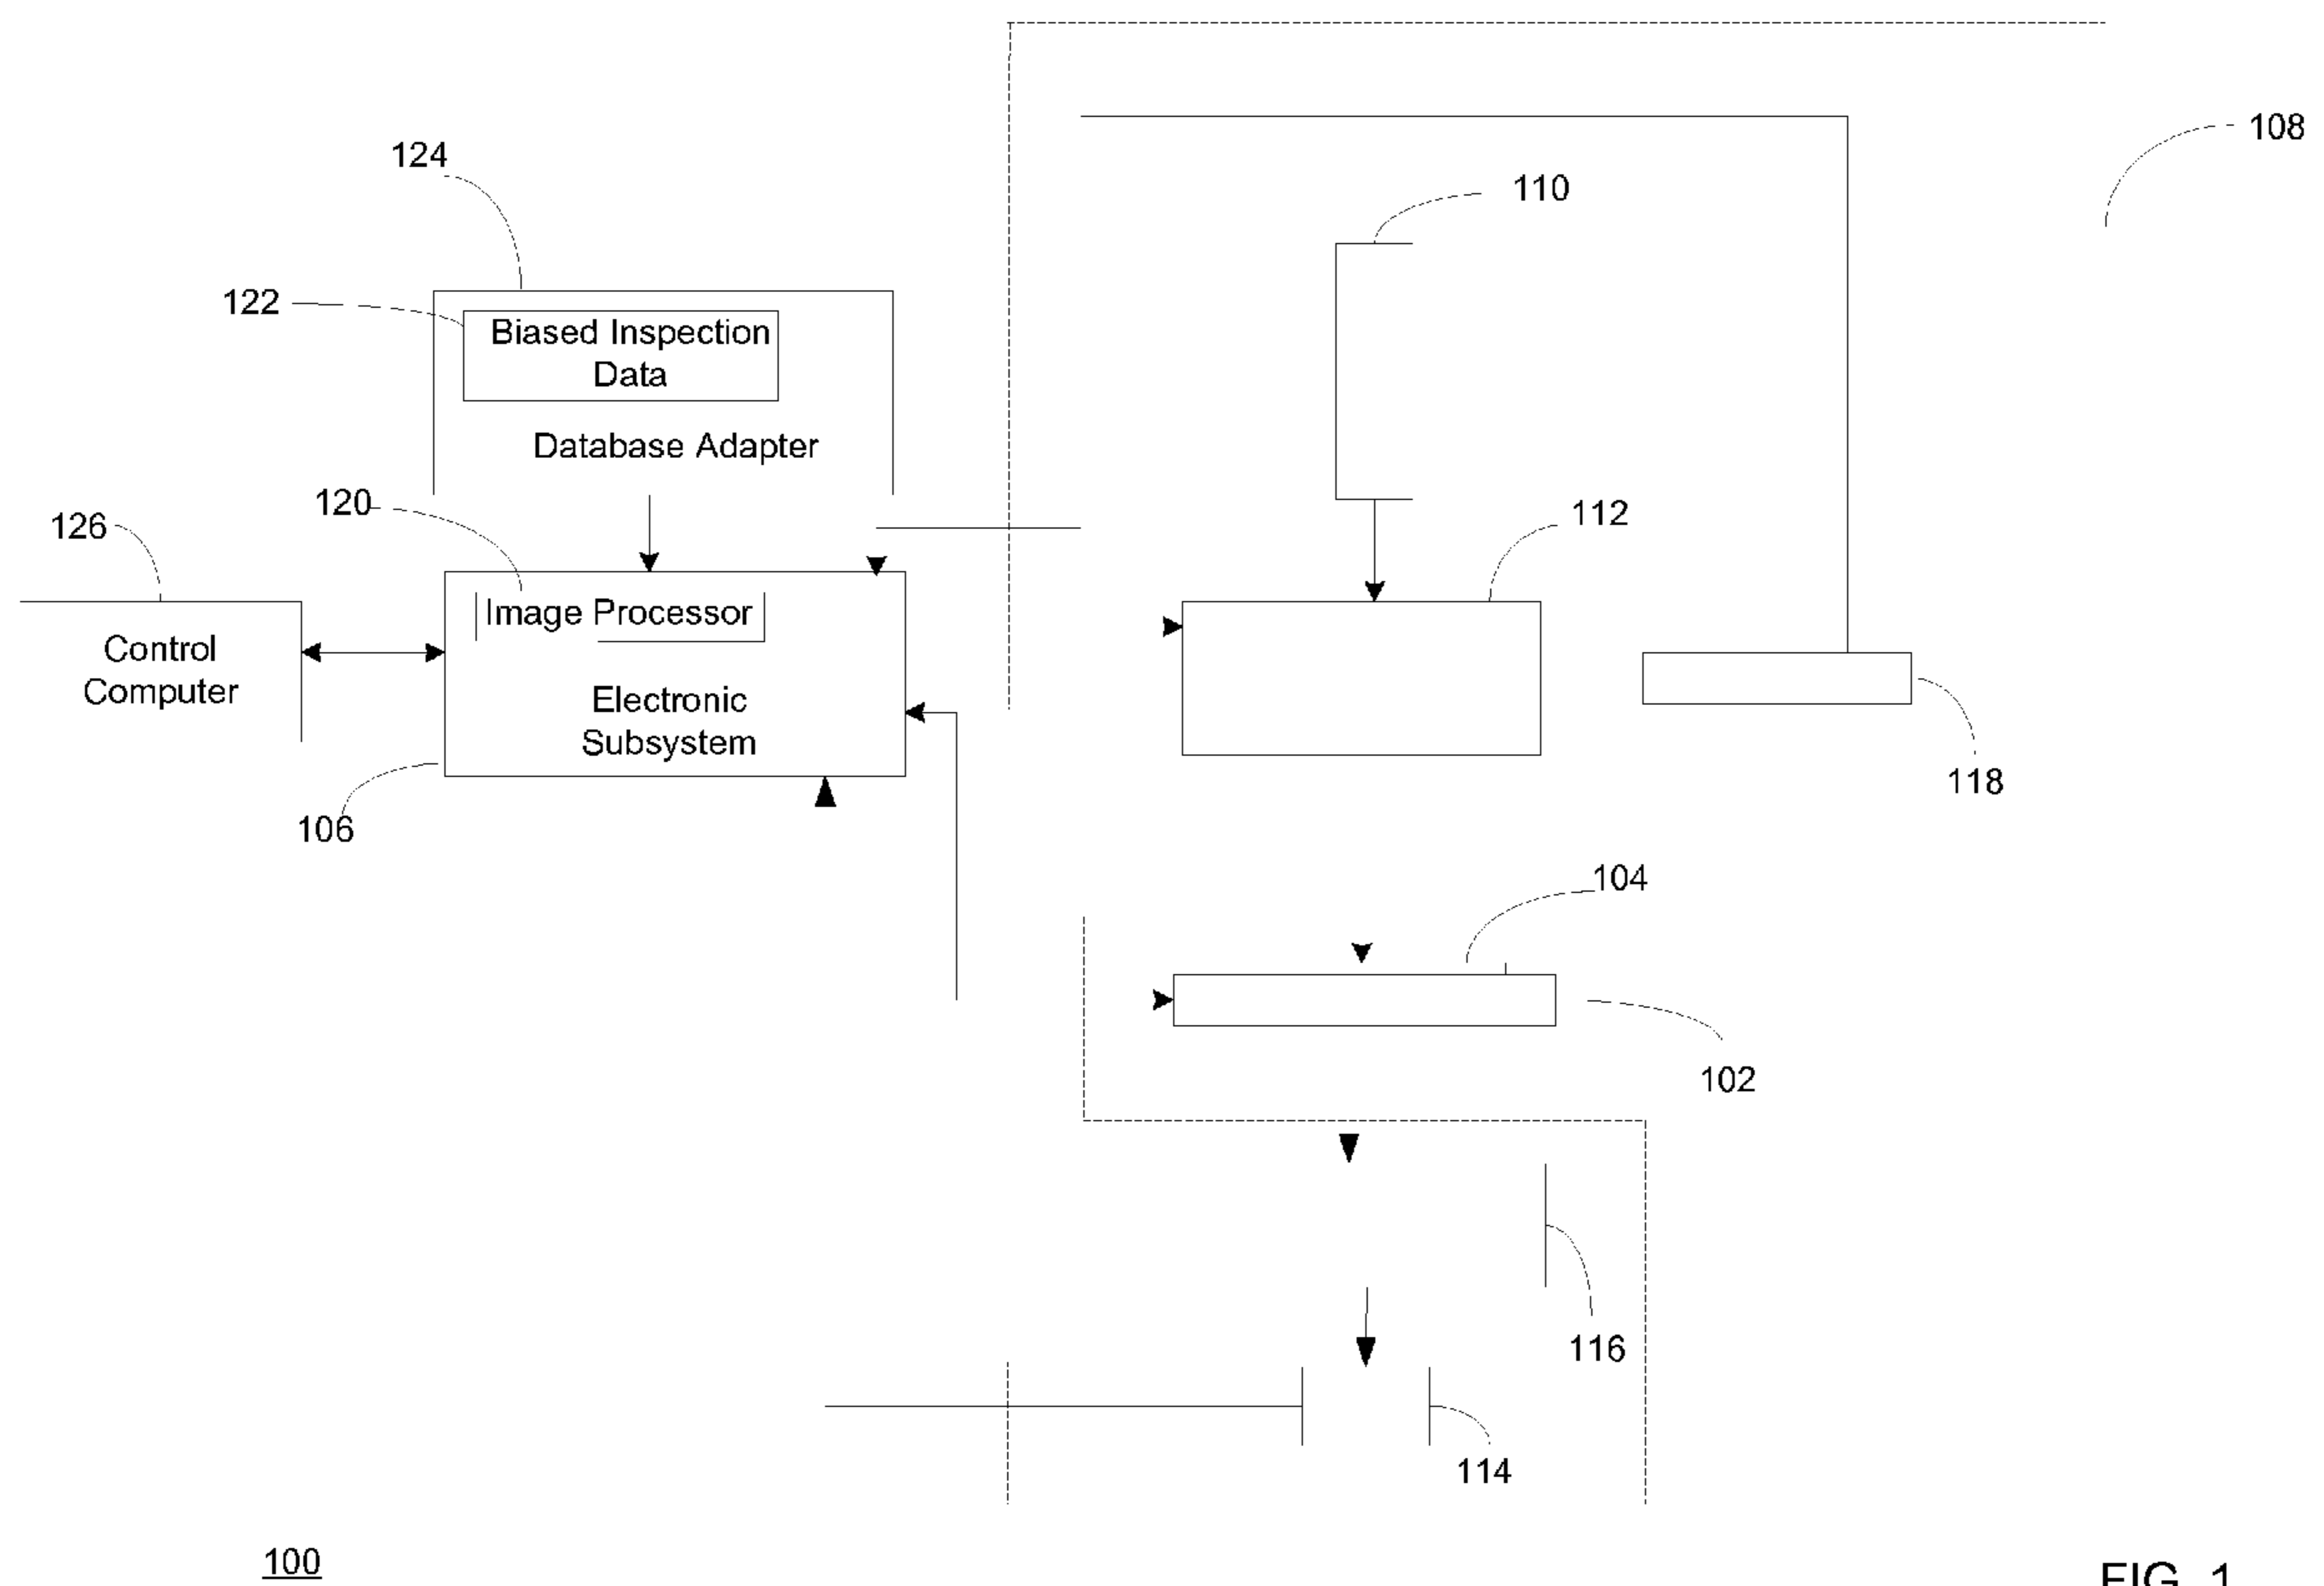 108
124
110
122
Biased Inspection
Data
Database Adapter
120
112
126
Image Processor
Control
Computer
Electronic
Subsystem
118
106
104
102
116
114
100
FIG. 1